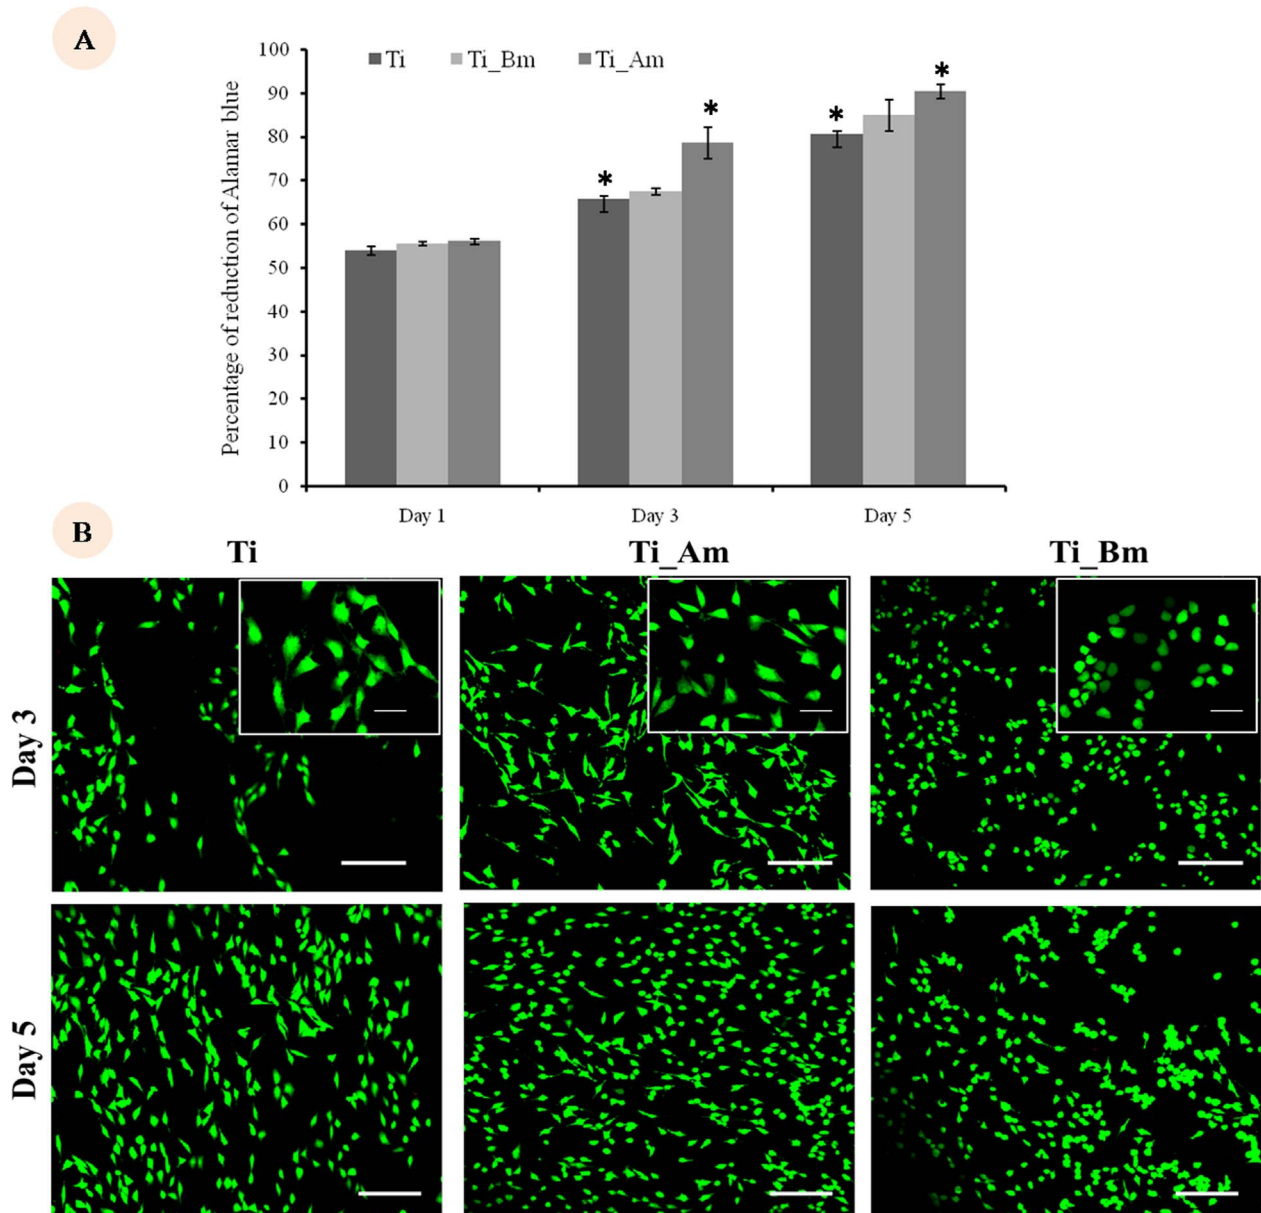 A
Percentage of reduction of Alamar blue
100
90
80
70
60
50
40
30
20
10
0
Ti Ti_Bm Ti_Am
* * * *
Day 1 Day 3 Day 5
B
Ti Ti_Am Ti_Bm
Day 3
Day 5